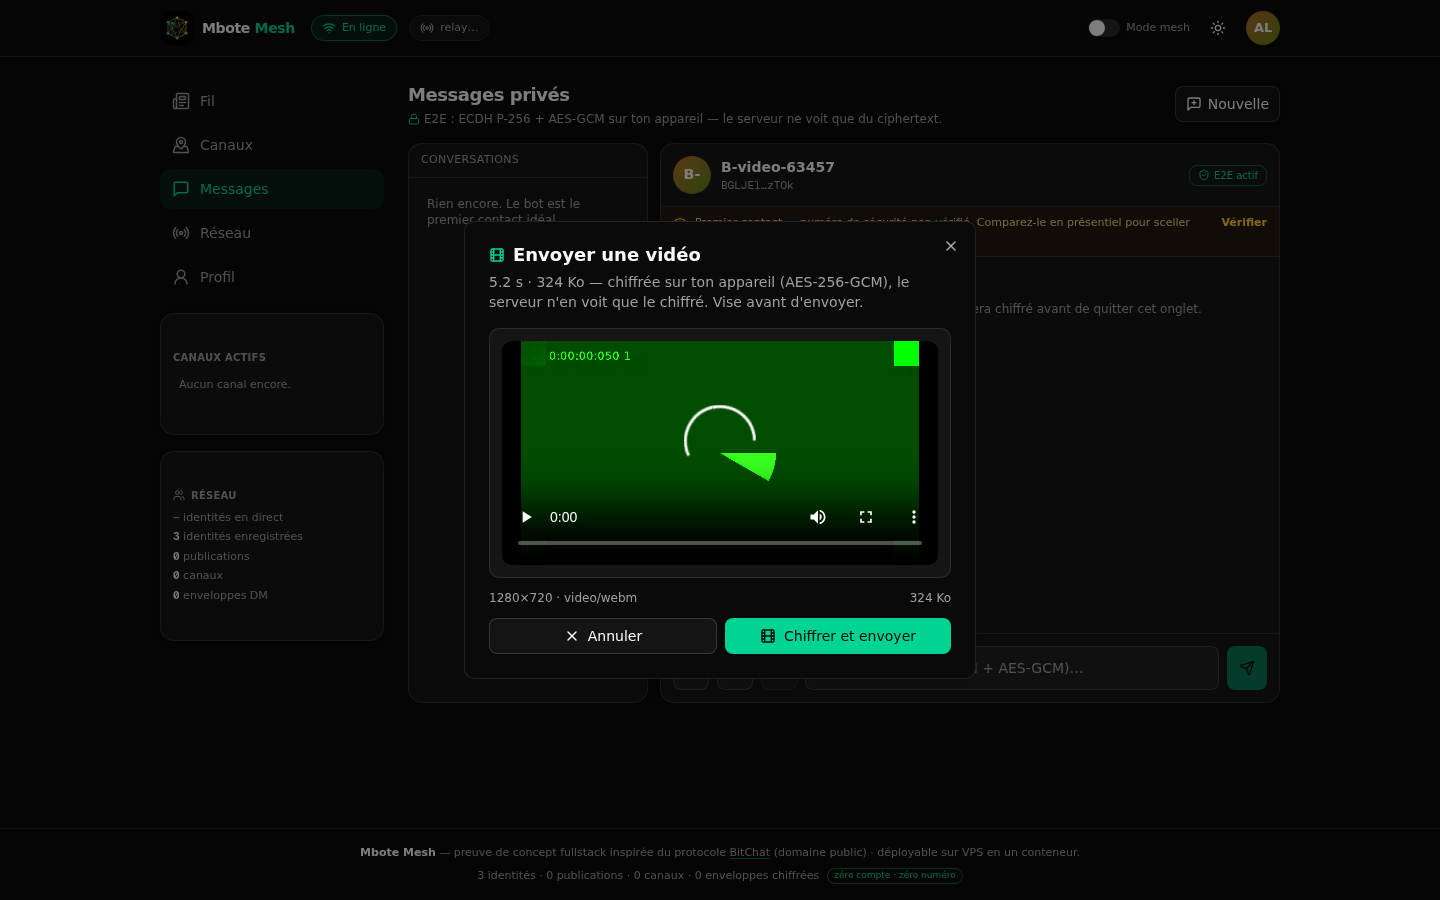 Mbote Mesh
En ligne
relay...
Mode mesh
AL
Fil
Canaux
Messages
Réseau
Profil
CANAUX ACTIFS
Aucun canal encore.
RÉSEAU
– identités en direct
3 identités enregistrées
0 publications
0 canaux
0 enveloppes DM
Messages privés
E2E : ECDH P-256 + AES-GCM sur ton appareil — le serveur ne voit que du ciphertext.
Nouvelle
CONVERSATIONS
Rien encore. Le bot est le
premier contact idéal
B-
B-video-63457
BGLJE1…zTOk
E2E actif
Premier contact — numéro de sécurité non vérifié. Comparez-le en présentiel pour sceller
Vérifier
era chiffré avant de quitter cet onglet.
Envoyer une vidéo
5.2 s · 324 Ko — chiffrée sur ton appareil (AES-256-GCM), le
serveur n'en voit que le chiffré. Vise avant d'envoyer.
0:00:00:050 1
0:00
1280×720 · video/webm
324 Ko
Annuler
Chiffrer et envoyer
+ AES-GCM)...
Mbote Mesh — preuve de concept fullstack inspirée du protocole BitChat (domaine public) · déployable sur VPS en un conteneur.
3 identités · 0 publications · 0 canaux · 0 enveloppes chiffrées
zéro compte · zéro numéro